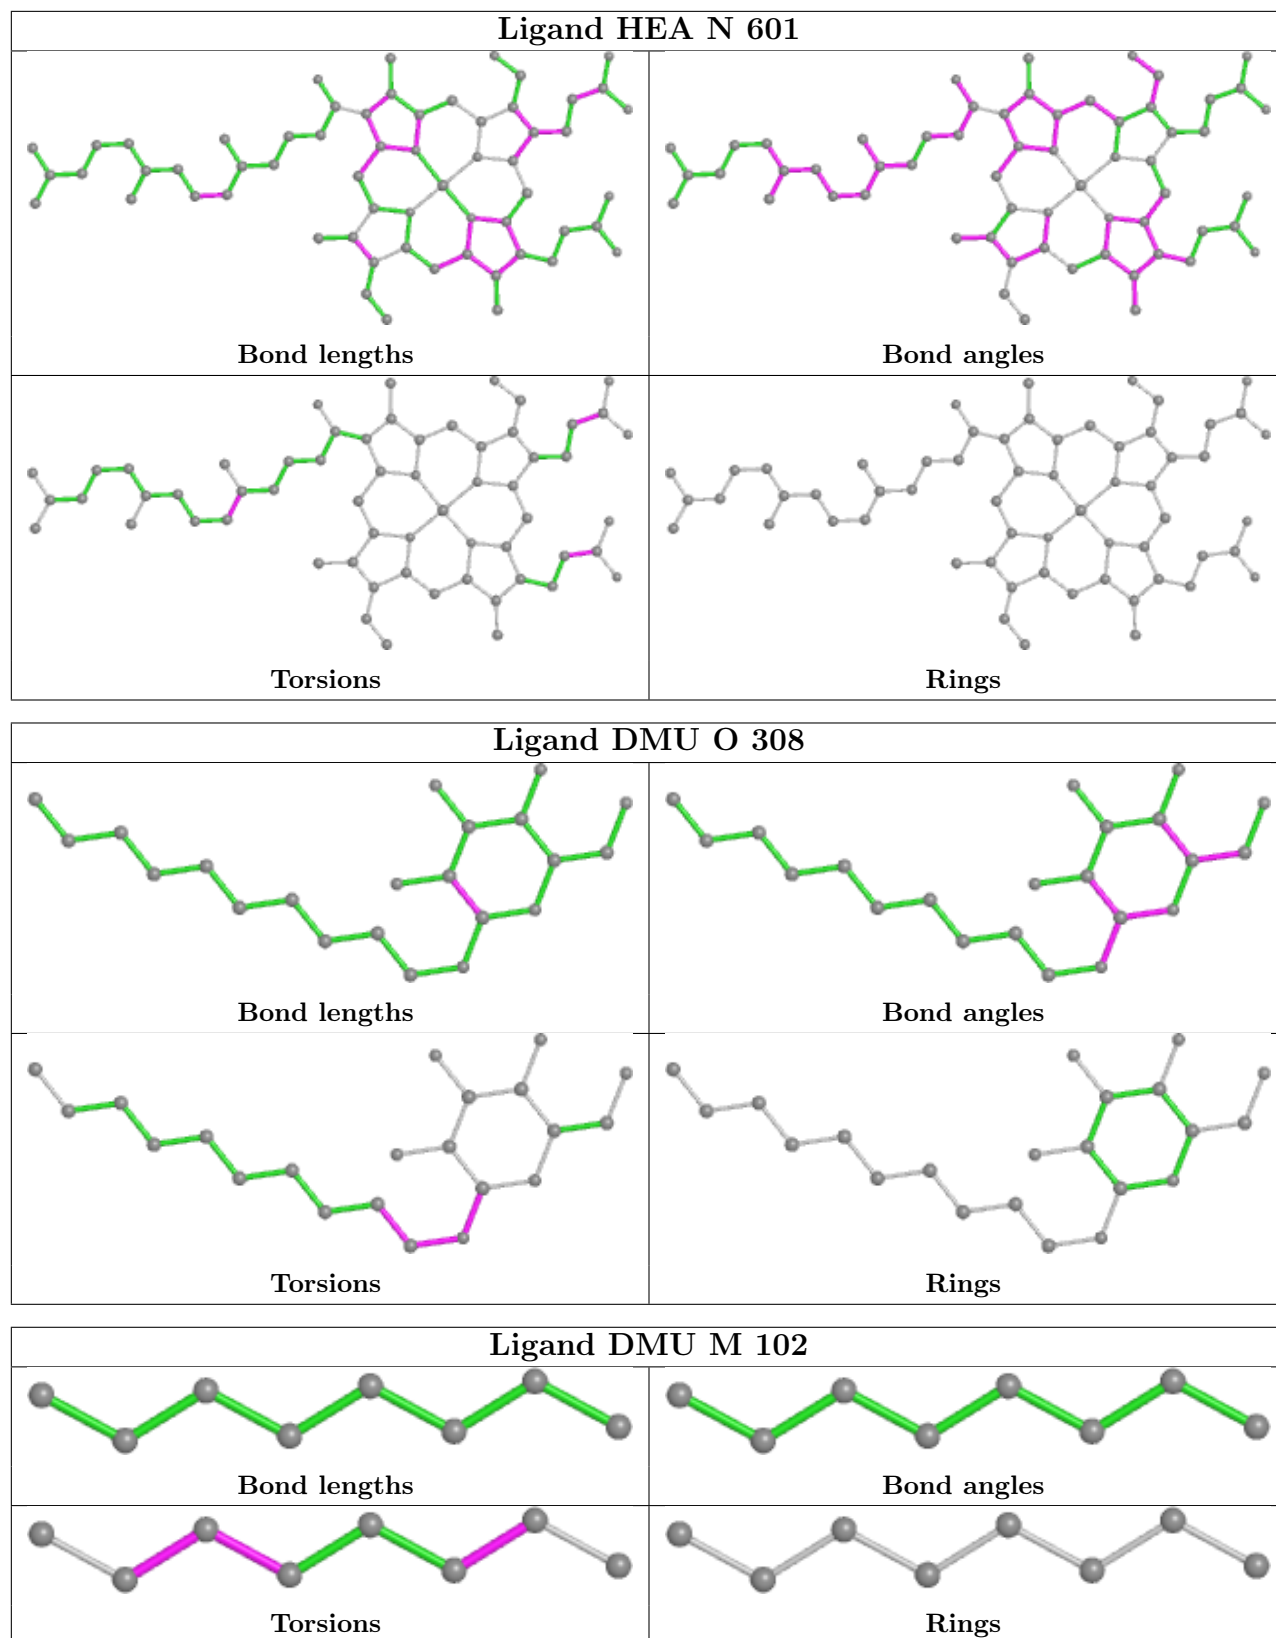 Ligand HEA N 601
Bond lengths
Bond angles
Torsions
Rings
Ligand DMU O 308
Bond lengths
Bond angles
Torsions
Rings
Ligand DMU M 102
Bond lengths
Bond angles
Torsions
Rings